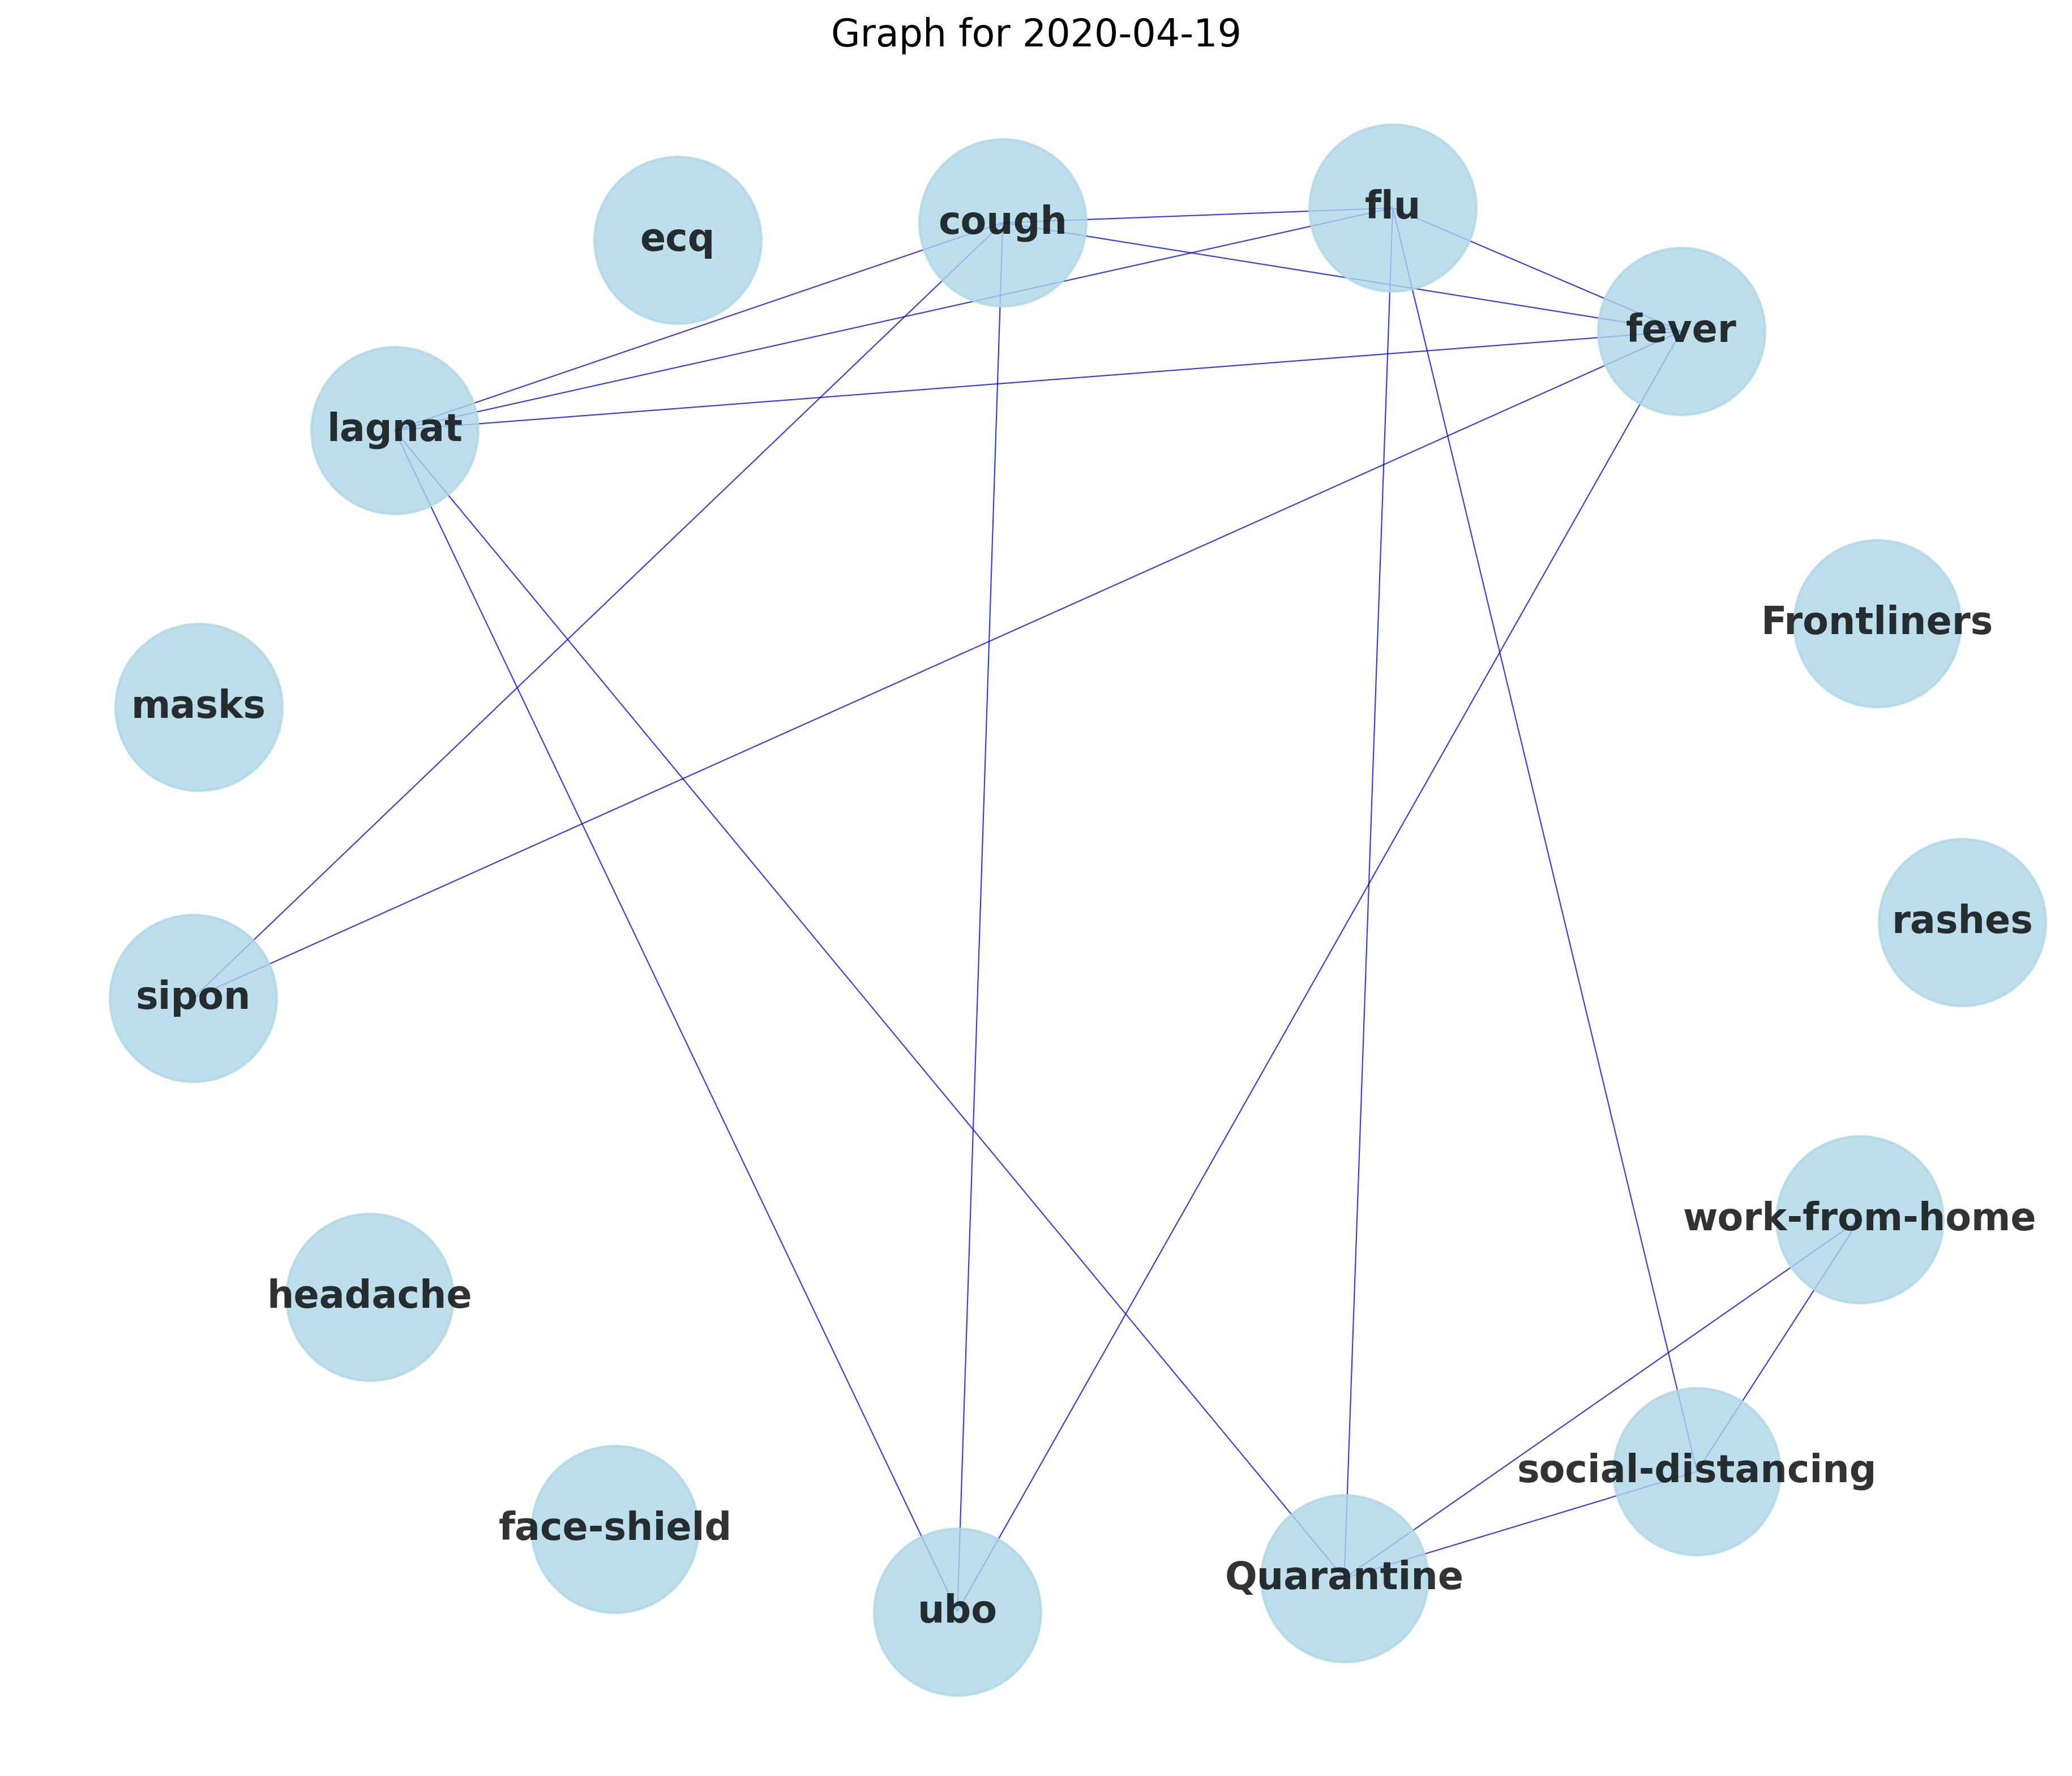 Graph for 2020-04-19
flu
cough
ecq
fever
lagnat
Frontliners
masks
rashes
sipon
work-from-home
headache
social-distancing
face-shield
Quarantine
ubo